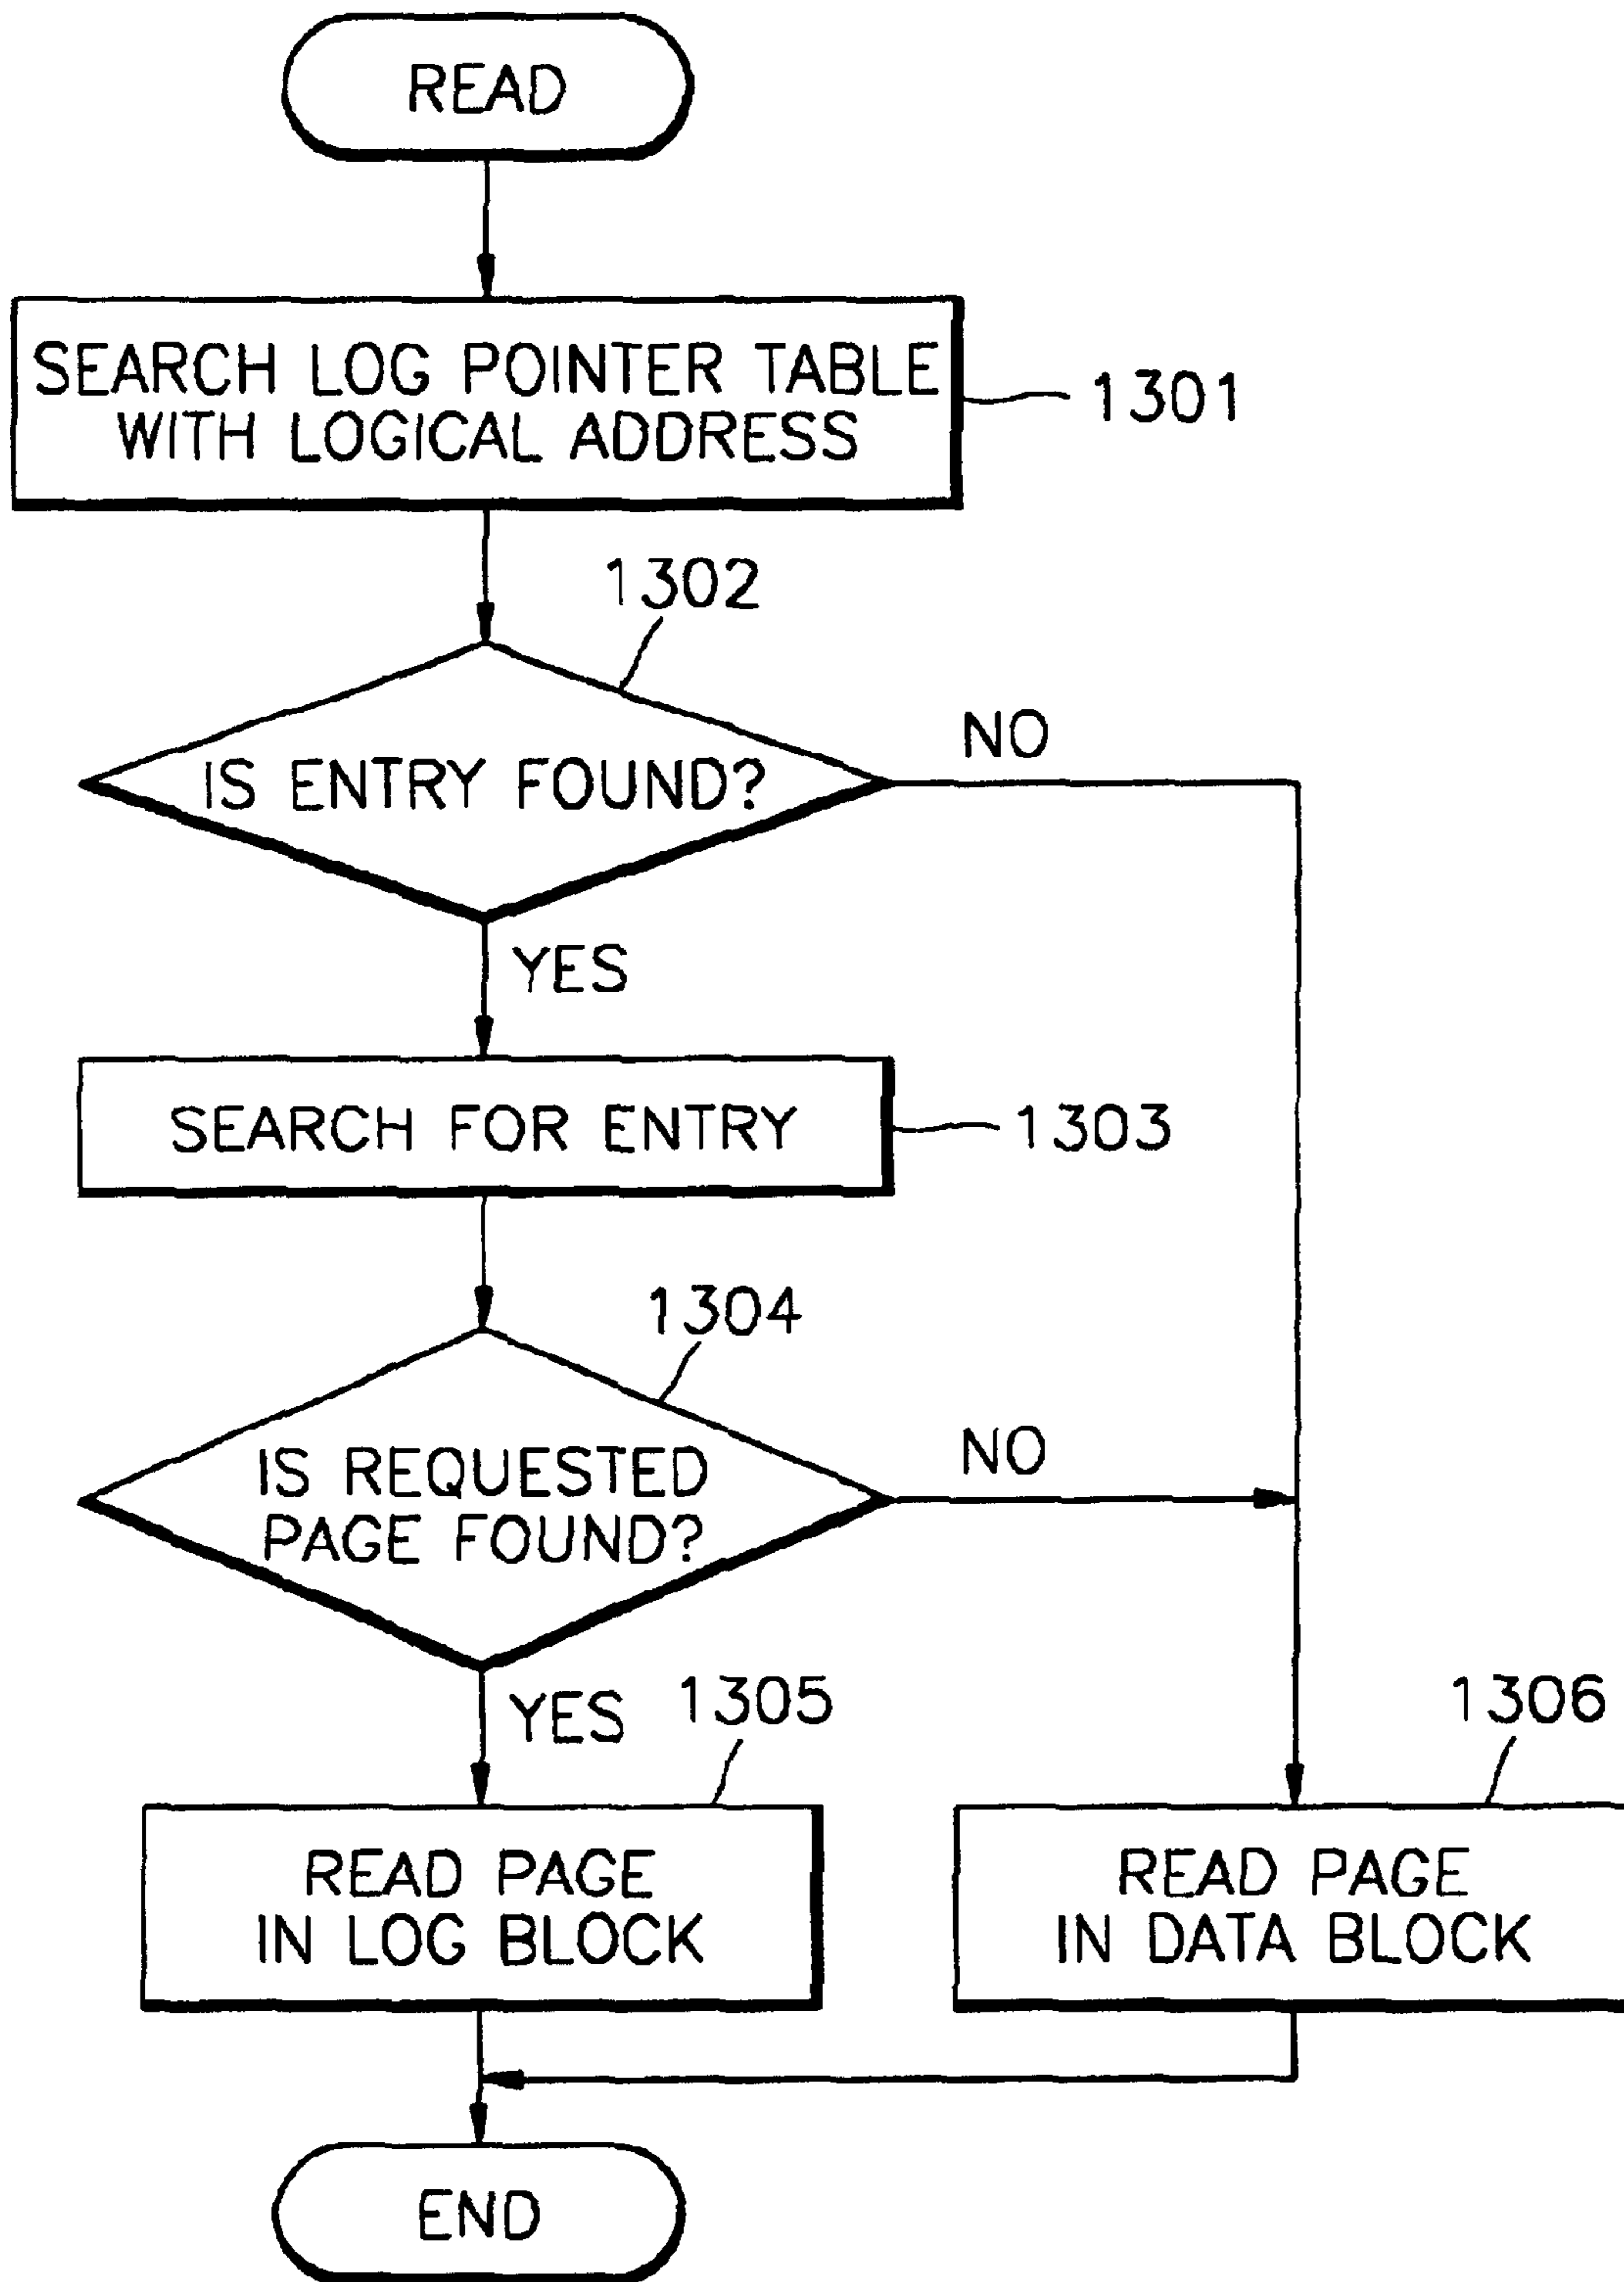 READ
SEARCH LOG POINTER TABLE
WITH LOGICAL ADDRESS
1301
1302
IS ENTRY FOUND?
NO
YES
SEARCH FOR ENTRY
1303
1304
IS REQUESTED
PAGE FOUND?
NO
YES
1305
1306
READ PAGE
IN LOG BLOCK
READ PAGE
IN DATA BLOCK
END